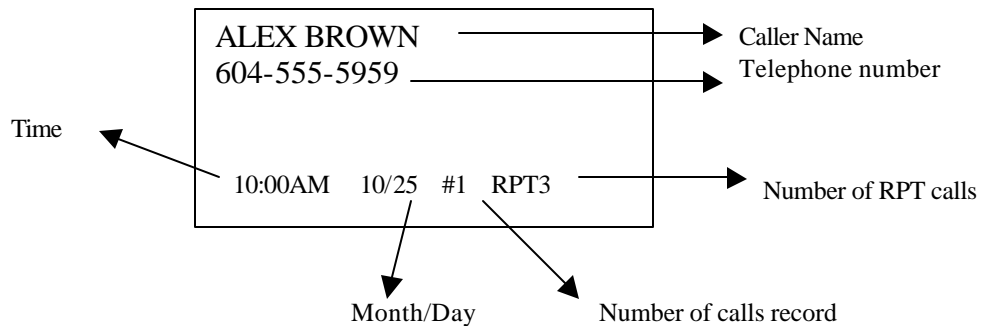 ALEX BROWN
Caller Name
604-555-5959
Telephone number
Time
10:00AM 10/25 #1 RPT3
Number of RPT calls
Month/Day
Number of calls record